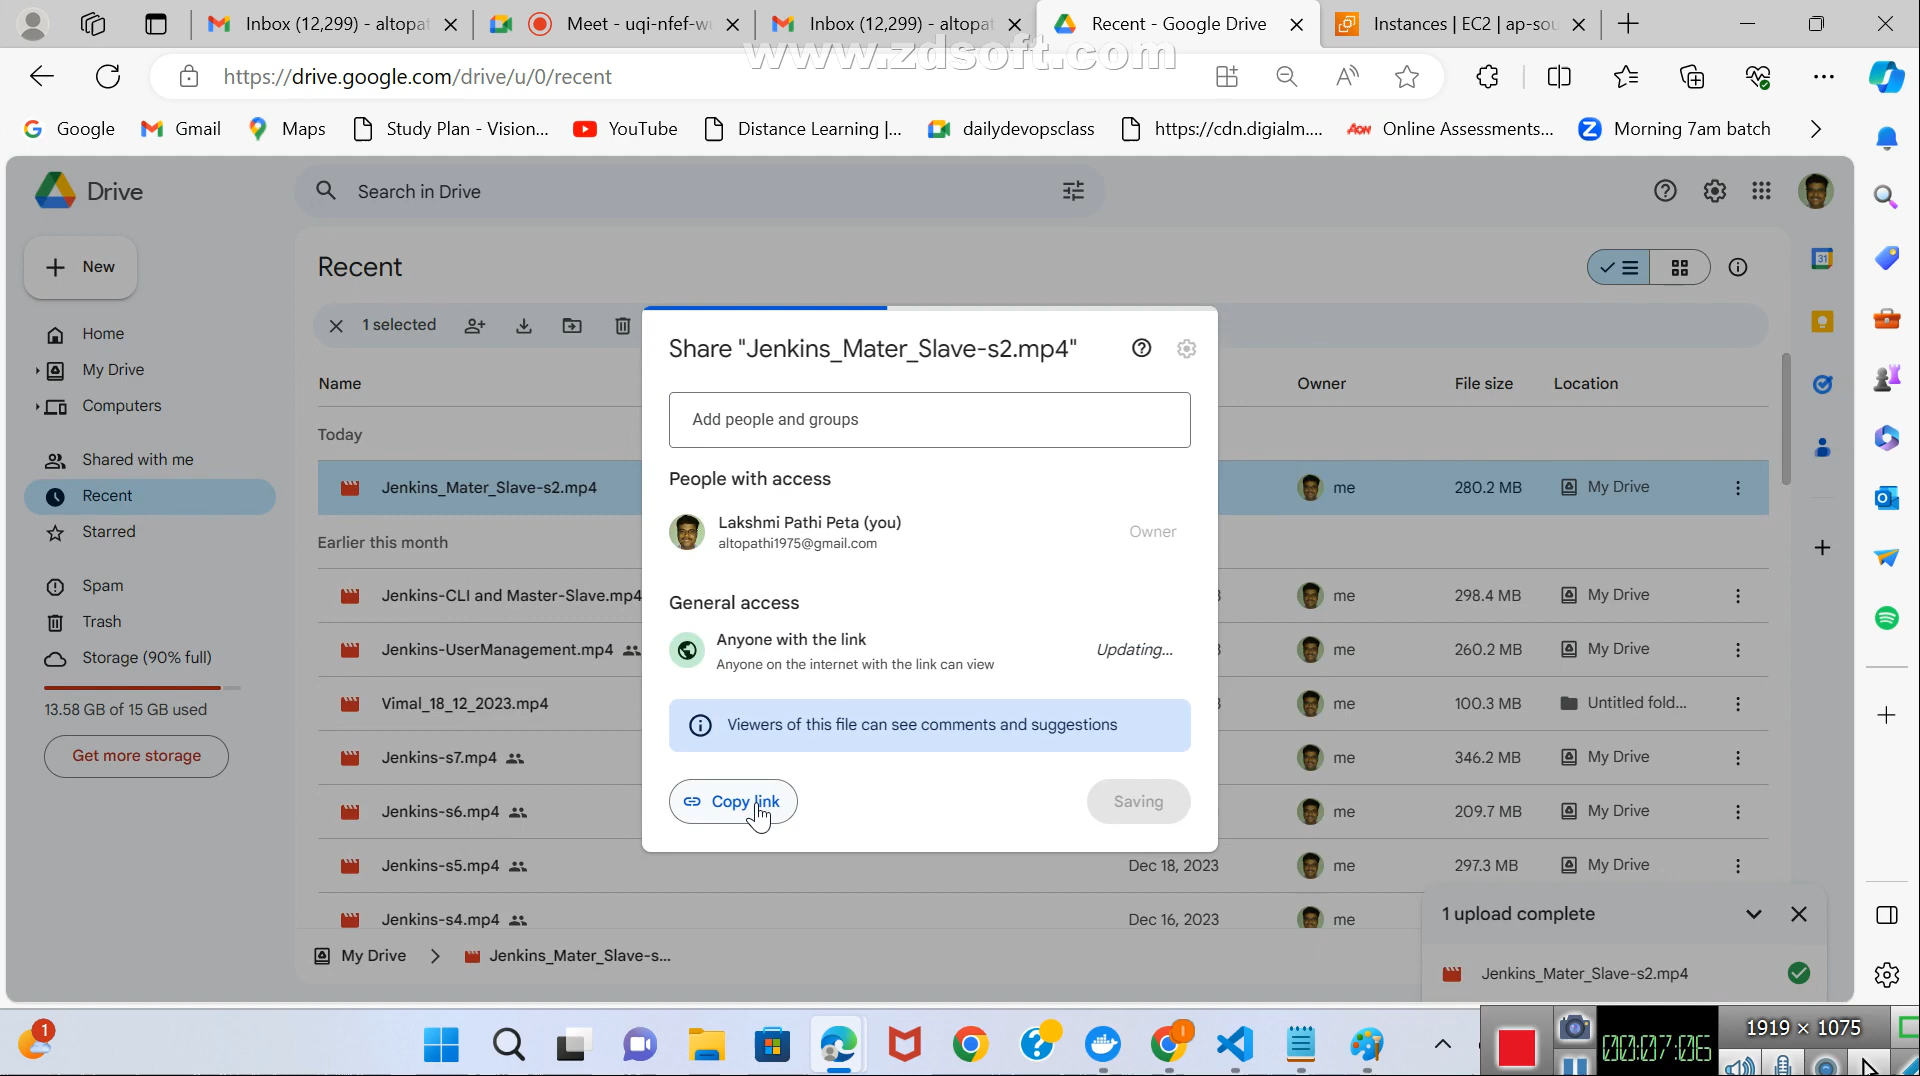 Inbox (12,299) - altopat
Meet - uqi-nfef-w
Inbox (12,299) - altopat
Recent - Google Drive
Instances | EC2 | ap-sou
www.zdsoft.com
https://drive.google.com/drive/u/0/recent
Google
Gmail
Maps
Study Plan - Vision...
YouTube
Distance Learning |...
dailydevopsclass
https://cdn.digialm....
Online Assessments...
Morning 7am batch
Drive
Search in Drive
New
Recent
1 selected
Home
My Drive
Computers
Shared with me
Recent
Starred
Spam
Trash
Storage (90% full)
13.58 GB of 15 GB used
Get more storage
Name
Owner
File size
Location
Today
Jenkins_Mater_Slave-s2.mp4
me
280.2 MB
My Drive
Earlier this month
Jenkins-CLI and Master-Slave.mp4
me
298.4 MB
My Drive
Jenkins-UserManagement.mp4
me
260.2 MB
My Drive
Vimal_18_12_2023.mp4
me
100.3 MB
Untitled fold...
Jenkins-s7.mp4
me
346.2 MB
My Drive
Jenkins-s6.mp4
me
209.7 MB
My Drive
Jenkins-s5.mp4
Dec 18, 2023
me
297.3 MB
My Drive
Jenkins-s4.mp4
Dec 16, 2023
me
My Drive
Jenkins_Mater_Slave-s...
Share "Jenkins_Mater_Slave-s2.mp4"
Add people and groups
People with access
Lakshmi Pathi Peta (you)
altopathi1975@gmail.com
Owner
General access
Anyone with the link
Anyone on the internet with the link can view
Updating...
Viewers of this file can see comments and suggestions
Copy link
Saving
1 upload complete
Jenkins_Mater_Slave-s2.mp4
31
1
00:07:06
1919 × 1075